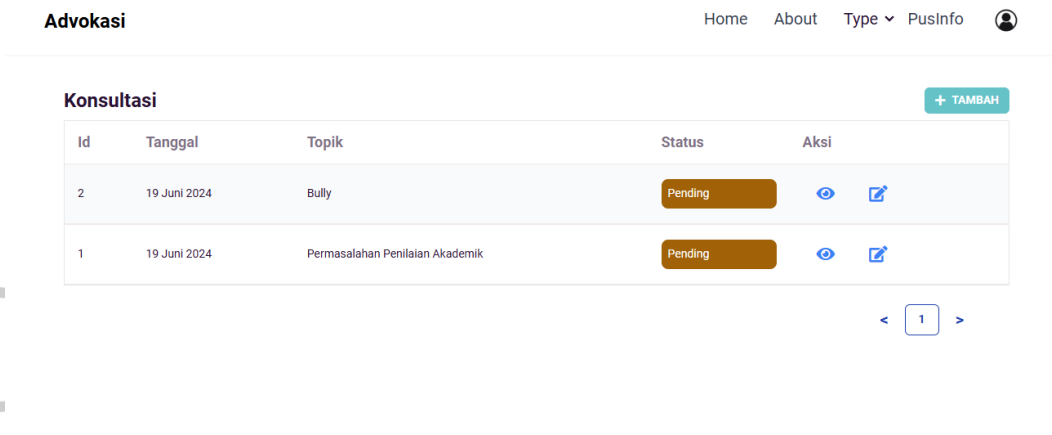 Advokasi Home About Type PusInfo
Konsultasi + TAMBAH
Id Tanggal Topik Status Aksi
2 19 Juni 2024 Bully Pending
1 19 Juni 2024 Permasalahan Penilaian Akademik Pending
< 1 >